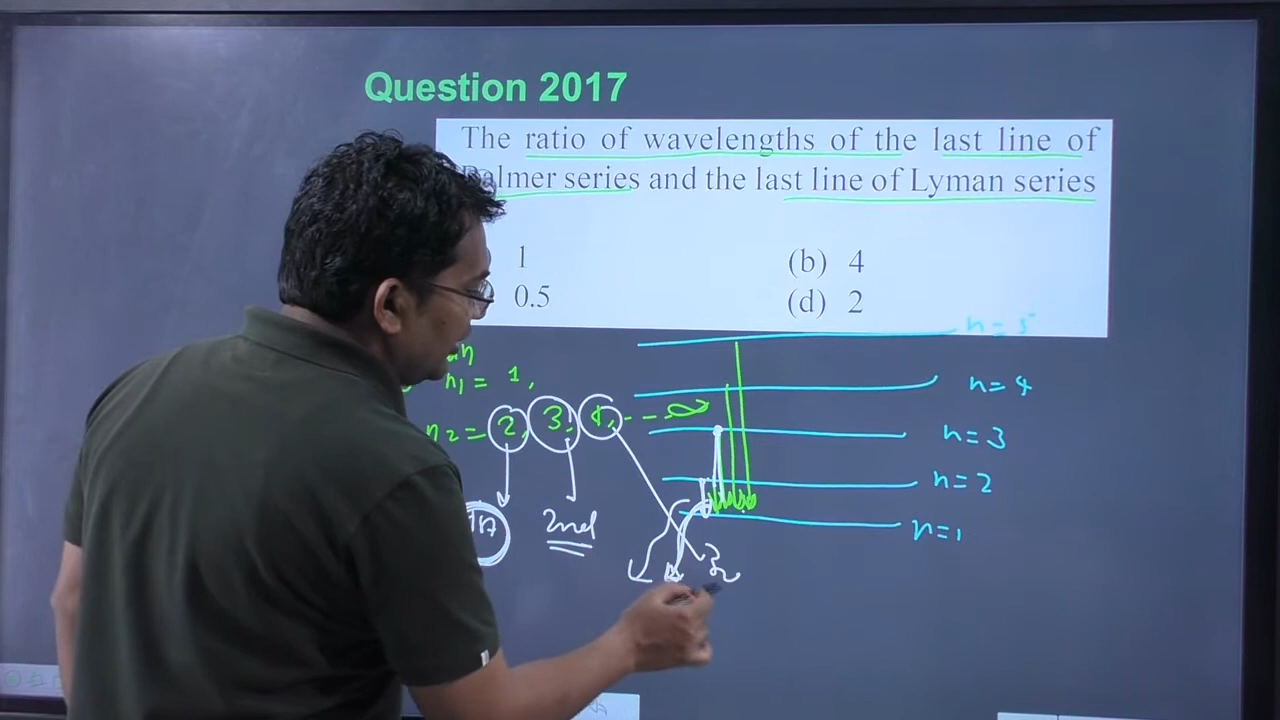 Question 2017
The ratio of wavelengths of the last line of
Balmer series and the last line of Lyman series
1 (b) 4
0.5 (d) 2
n = 5
n₁ = 1, n = 4
n₂ = 2, 3, 4, - - - ∞ n = 3
n = 2
2nd n = 1